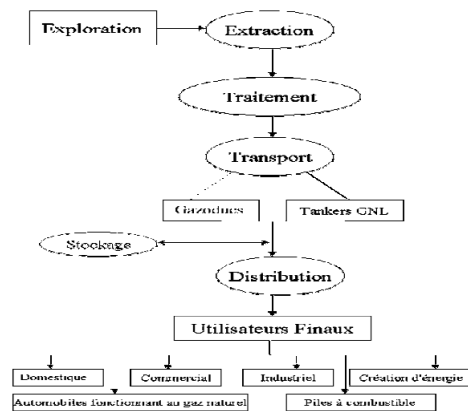 Exploration
Extraction
Traitement
Transport
Gazoducs
Tankers GNL
Stockage
Distribution
Utilisateurs Finaux
Domestique
Commercial
Industriel
Création d'énergie
Automobiles fonctionnant au gaz naturel
Piles à combustible